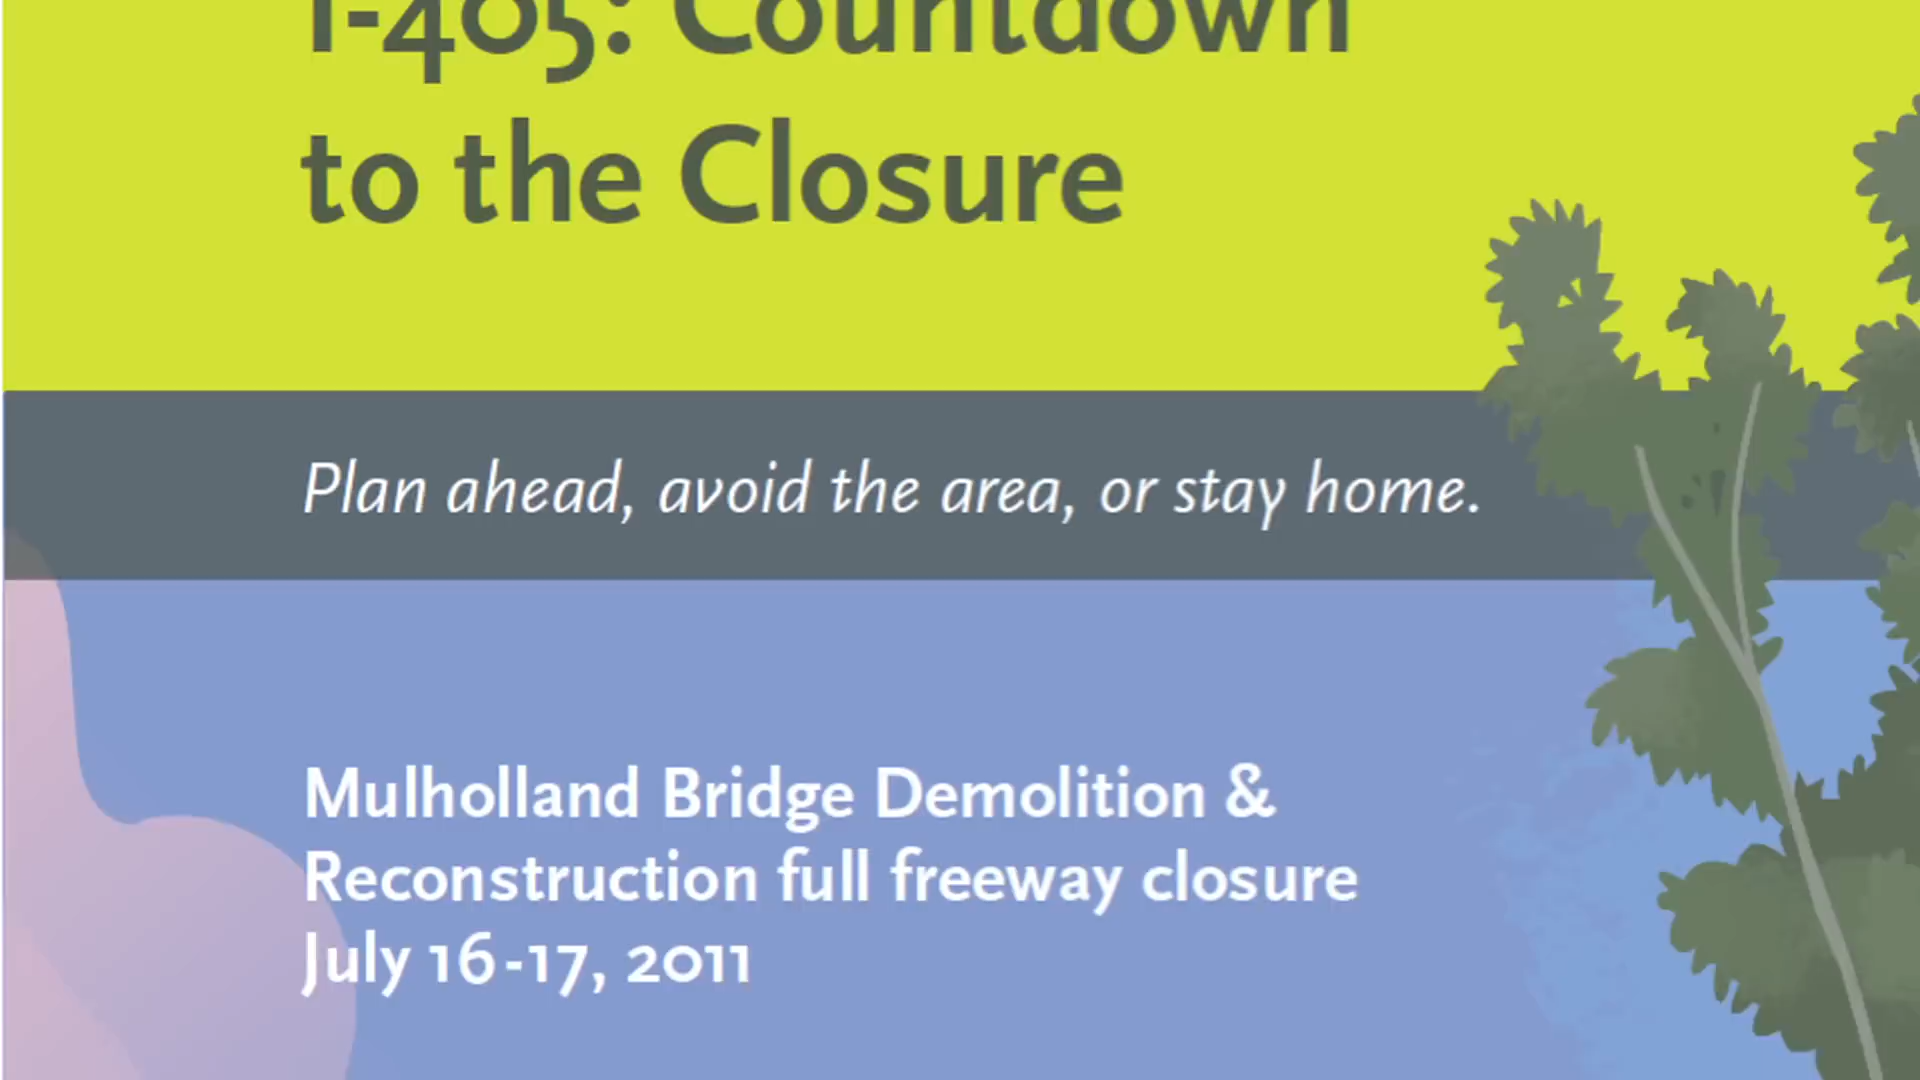 I-405: Countdown
to the Closure
Plan ahead, avoid the area, or stay home.
Mulholland Bridge Demolition &
Reconstruction full freeway closure
July 16-17, 2011